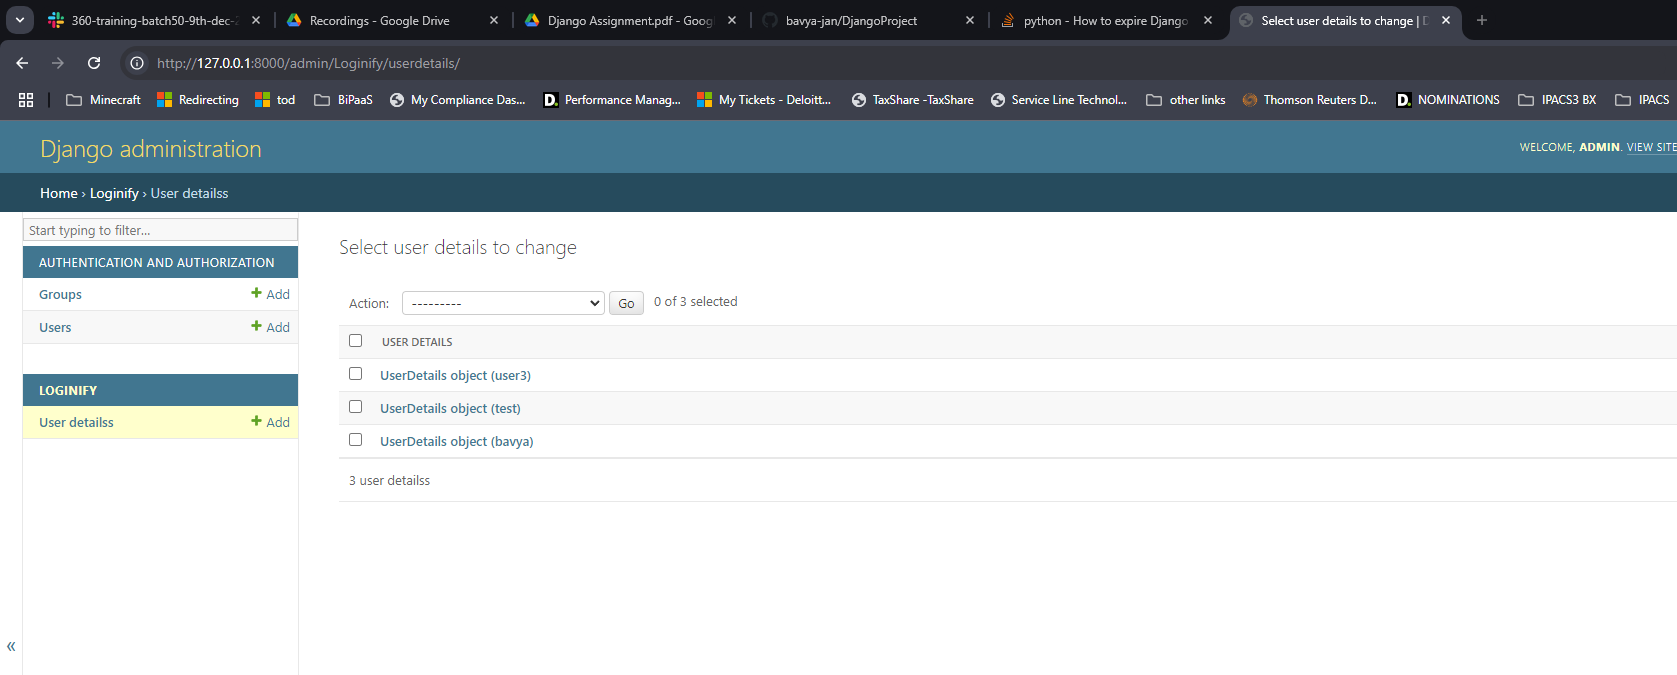 360-training-batch50-9th-dec-2
Recordings - Google Drive
Django Assignment.pdf - Goog
bavya-jan/DjangoProject
python - How to expire Django
Select user details to change | D
http://127.0.0.1:8000/admin/Loginify/userdetails/
Minecraft
Redirecting
tod
BiPaaS
My Compliance Das...
Performance Manag...
My Tickets - Deloitt...
TaxShare -TaxShare
Service Line Technol...
other links
Thomson Reuters D...
NOMINATIONS
IPACS3 BX
IPACS
Django administration
WELCOME, ADMIN. VIEW SITE
Home › Loginify › User detailss
Start typing to filter...
AUTHENTICATION AND AUTHORIZATION
Groups
+ Add
Users
+ Add
LOGINIFY
User detailss
+ Add
«
Select user details to change
Action: --------- Go 0 of 3 selected
USER DETAILS
UserDetails object (user3)
UserDetails object (test)
UserDetails object (bavya)
3 user detailss